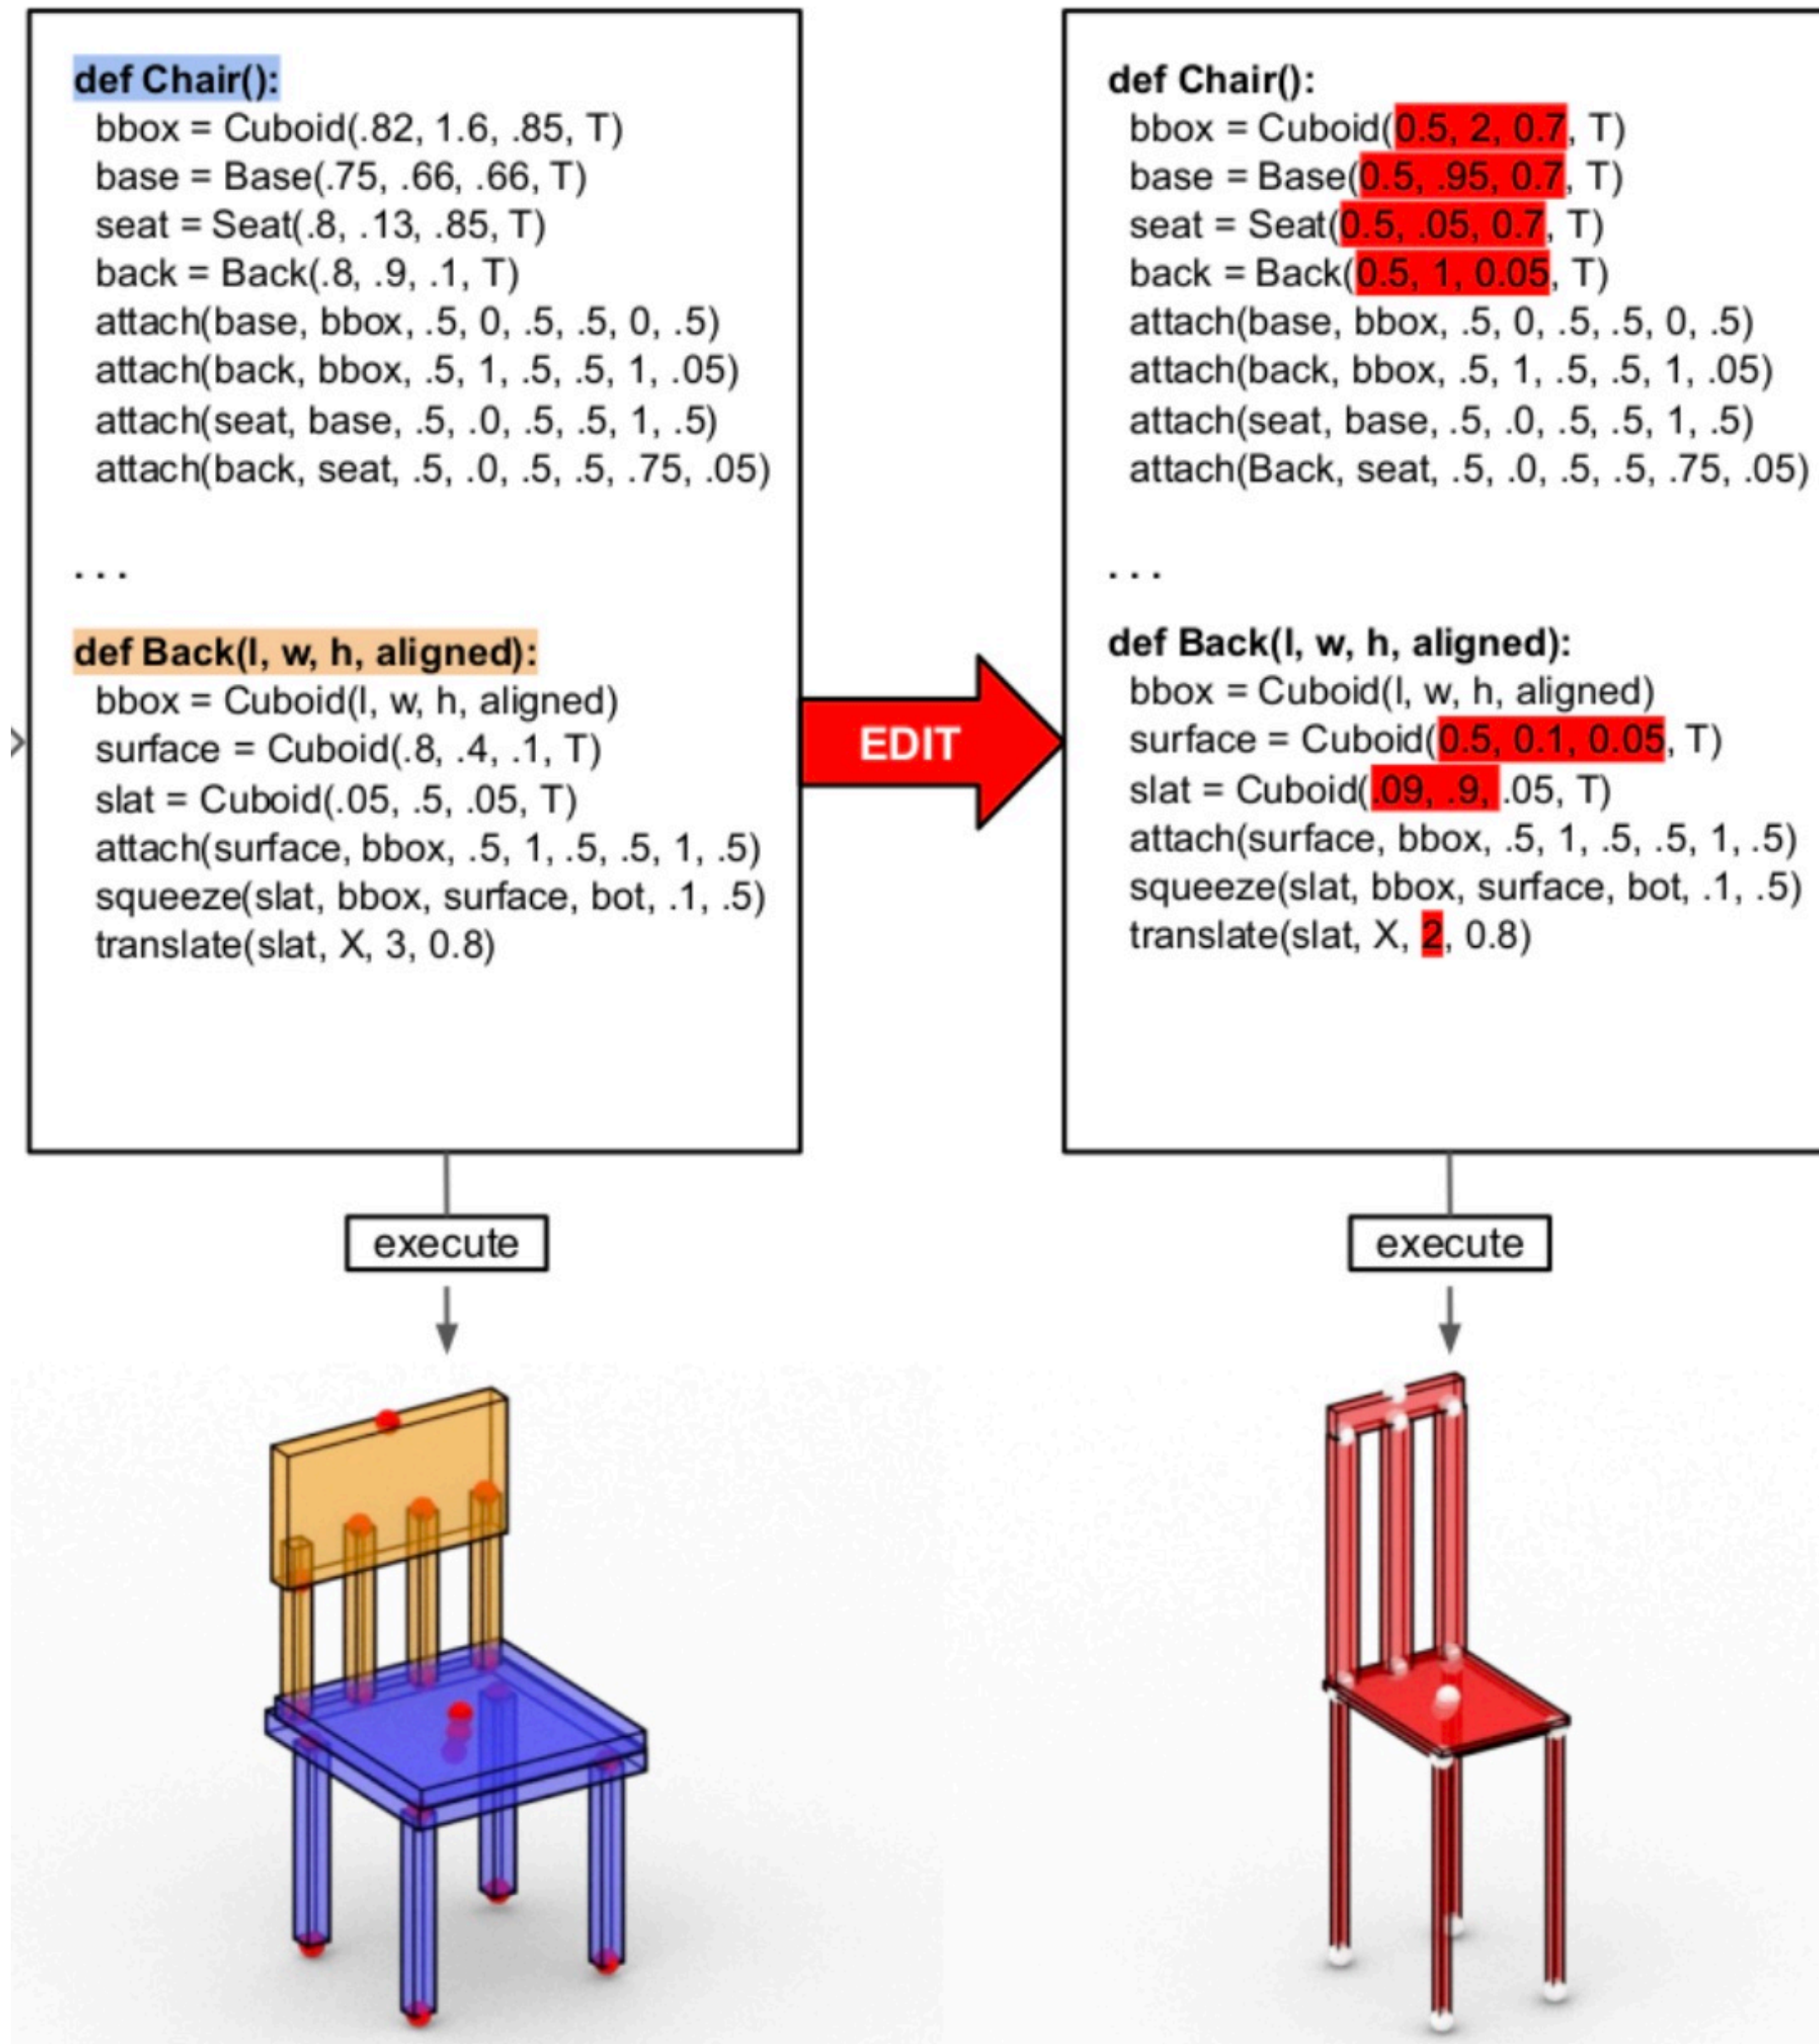 def Chair():
bbox = Cuboid(.82, 1.6, .85, T)
base = Base(.75, .66, .66, T)
seat = Seat(.8, .13, .85, T)
back = Back(.8, .9, .1, T)
attach(base, bbox, .5, 0, .5, .5, 0, .5)
attach(back, bbox, .5, 1, .5, .5, 1, .05)
attach(seat, base, .5, .0, .5, .5, 1, .5)
attach(back, seat, .5, .0, .5, .5, .75, .05)
. . .
def Back(l, w, h, aligned):
bbox = Cuboid(l, w, h, aligned)
surface = Cuboid(.8, .4, .1, T)
slat = Cuboid(.05, .5, .05, T)
attach(surface, bbox, .5, 1, .5, .5, 1, .5)
squeeze(slat, bbox, surface, bot, .1, .5)
translate(slat, X, 3, 0.8)
execute
EDIT
def Chair():
bbox = Cuboid(0.5, 2, 0.7, T)
base = Base(0.5, .95, 0.7, T)
seat = Seat(0.5, .05, 0.7, T)
back = Back(0.5, 1, 0.05, T)
attach(base, bbox, .5, 0, .5, .5, 0, .5)
attach(back, bbox, .5, 1, .5, .5, 1, .05)
attach(seat, base, .5, .0, .5, .5, 1, .5)
attach(Back, seat, .5, .0, .5, .5, .75, .05)
. . .
def Back(l, w, h, aligned):
bbox = Cuboid(l, w, h, aligned)
surface = Cuboid(0.5, 0.1, 0.05, T)
slat = Cuboid(.09, .9, .05, T)
attach(surface, bbox, .5, 1, .5, .5, 1, .5)
squeeze(slat, bbox, surface, bot, .1, .5)
translate(slat, X, 2, 0.8)
execute